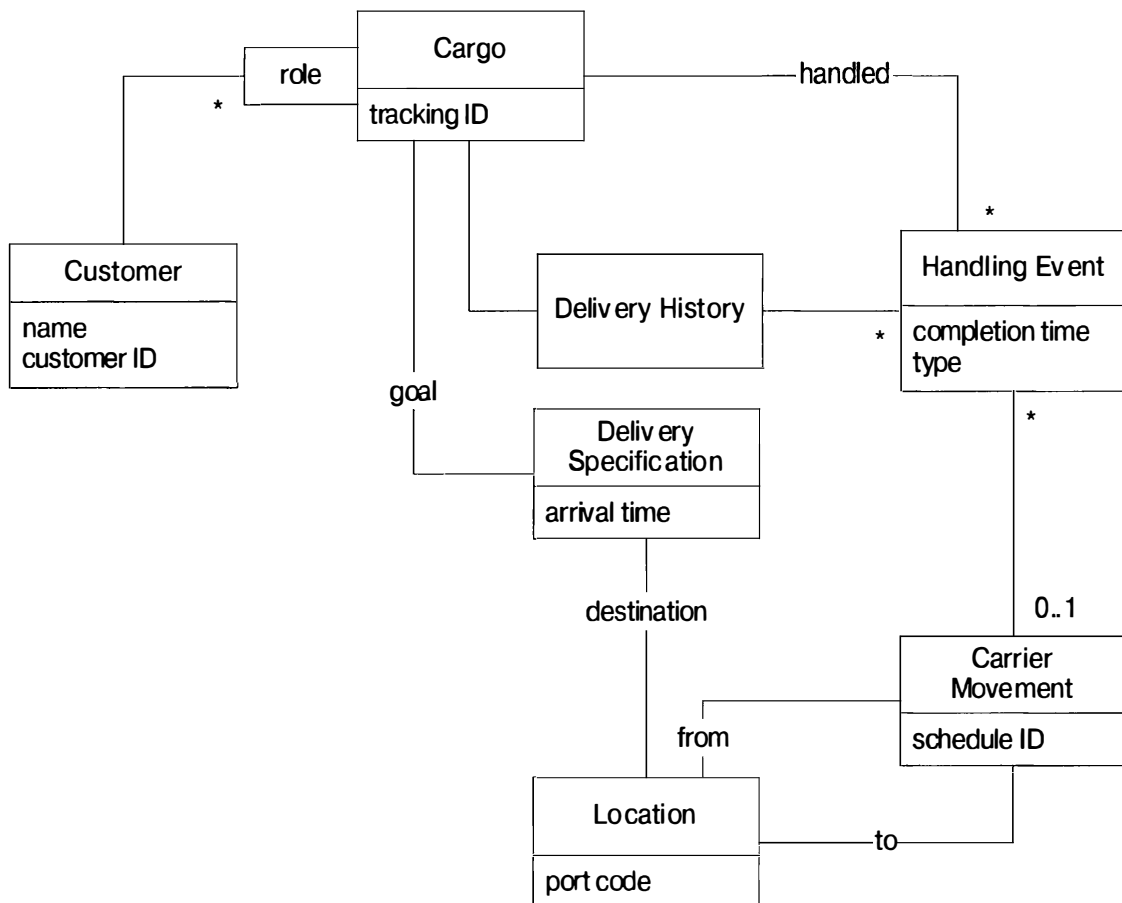 Cargo
role
handled
*
tracking ID
*
Customer
Handling Event
name
customer ID
Delivery History
*
completion time
type
goal
*
Delivery
Specification
arrival time
destination
0..1
Carrier
Movement
from
schedule ID
Location
to
port code